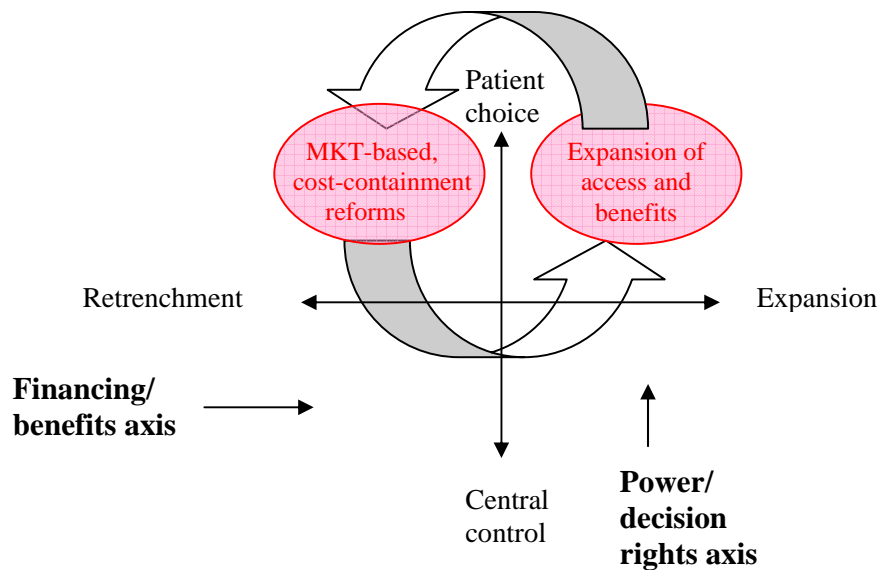 Patient
choice
MKT-based,
cost-containment
reforms
Expansion of
access and
benefits
Retrenchment
Expansion
Financing/
benefits axis
Central
control
Power/
decision
rights axis